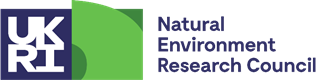 UK
RI
Natural
Environment
Research Council